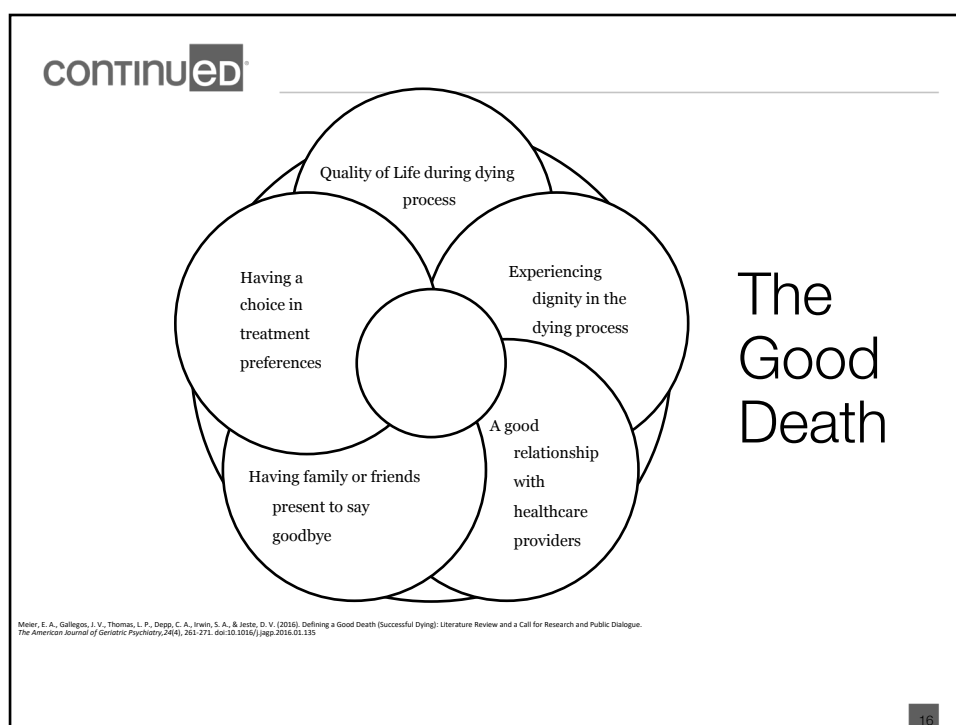 continued®
Quality of Life during dying
process
Having a
choice in
treatment
preferences
Experiencing
dignity in the
dying process
A good
relationship
with
healthcare
providers
Having family or friends
present to say
goodbye
The
Good
Death
Meier, E. A., Gallegos, J. V., Thomas, L. P., Depp, C. A., Irwin, S. A., & Jeste, D. V. (2016). Defining a Good Death (Successful Dying): Literature Review and a Call for Research and Public Dialogue.
The American Journal of Geriatric Psychiatry,24(4), 261-271. doi:10.1016/j.jagp.2016.01.135
16